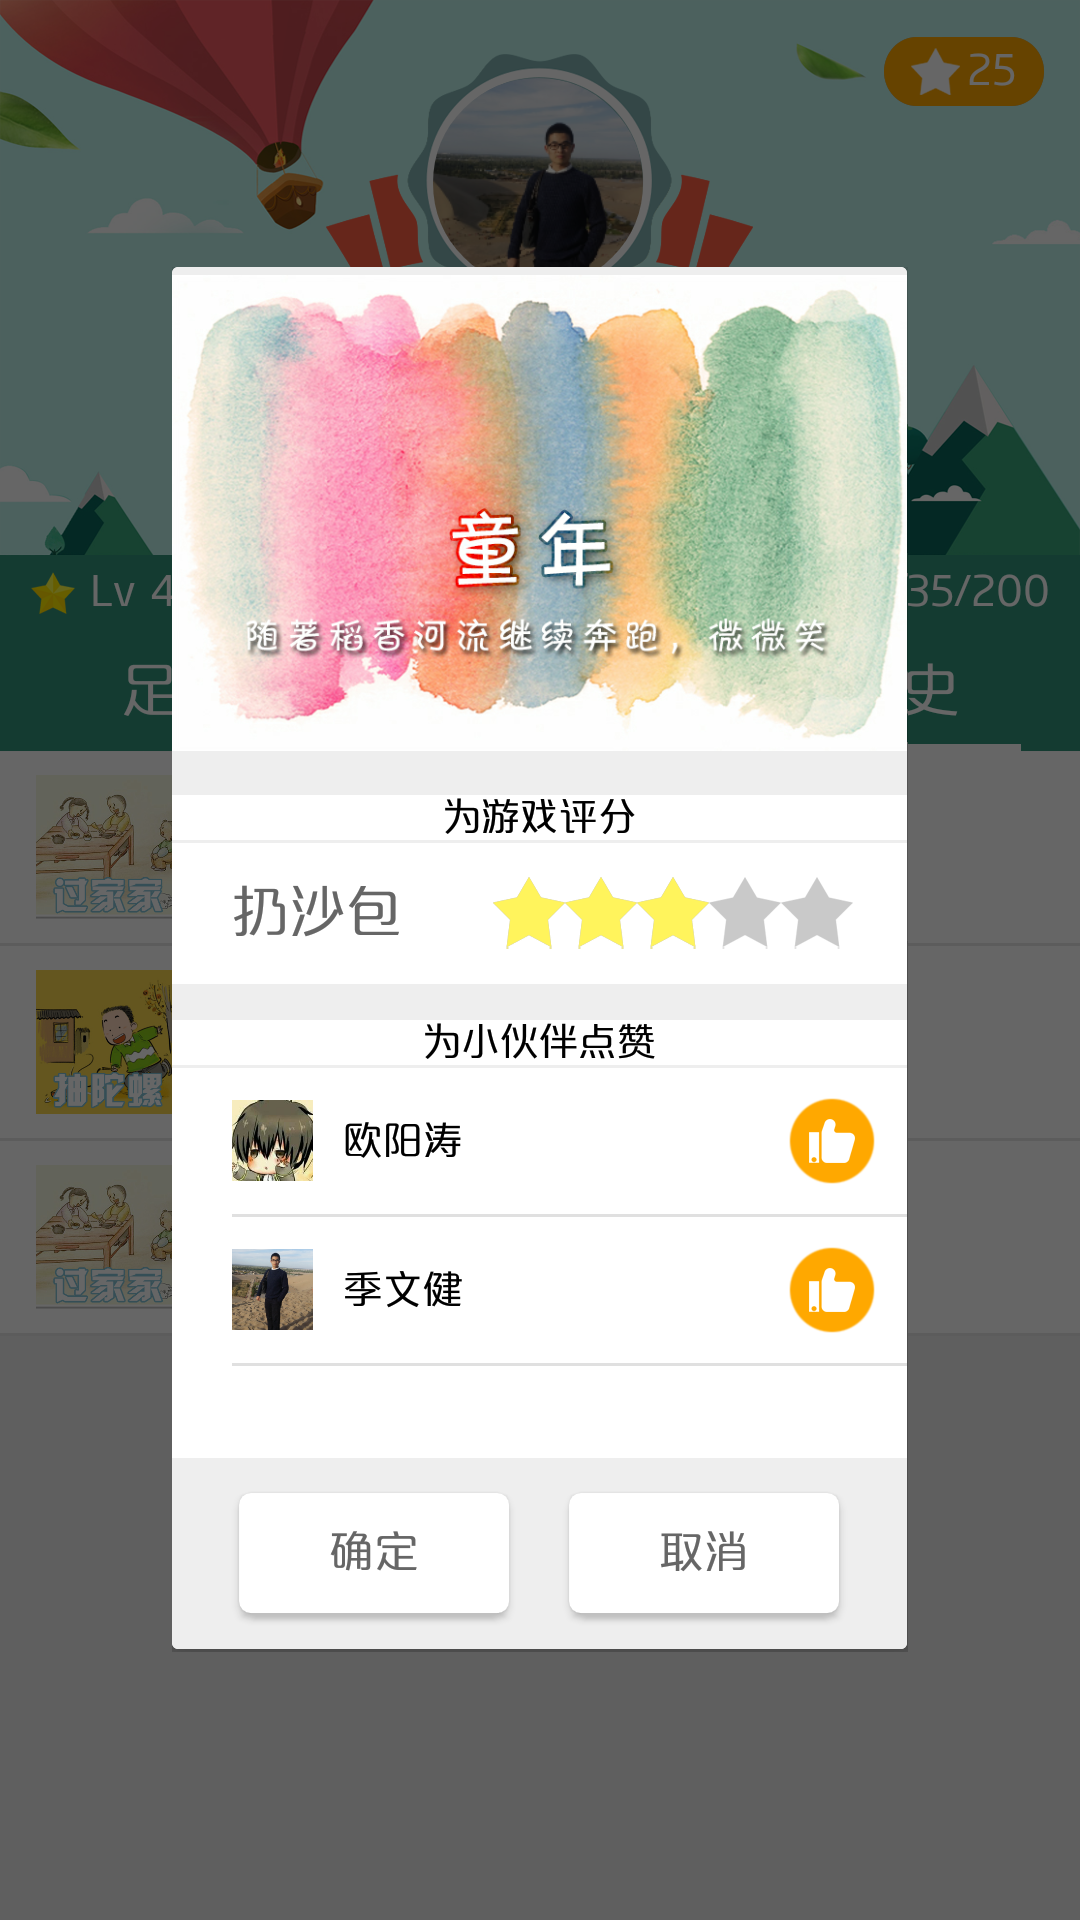 25
Lv 4
35/200
足
史
童年
随著稻香河流继续奔跑，微微笑
过家家
为游戏评分
扔沙包
抽陀螺
为小伙伴点赞
欧阳涛
过家家
季文健
确定
取消